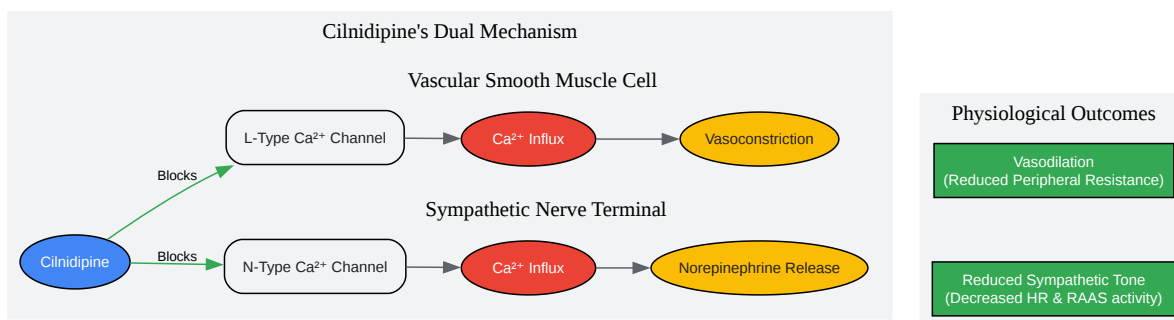 Cilnidipine's Dual Mechanism
Vascular Smooth Muscle Cell
L-Type Ca²⁺ Channel
Ca²⁺ Influx
Vasoconstriction
Blocks
Sympathetic Nerve Terminal
Cilnidipine
Blocks
N-Type Ca²⁺ Channel
Ca²⁺ Influx
Norepinephrine Release
Physiological Outcomes
Vasodilation
(Reduced Peripheral Resistance)
Reduced Sympathetic Tone
(Decreased HR & RAAS activity)